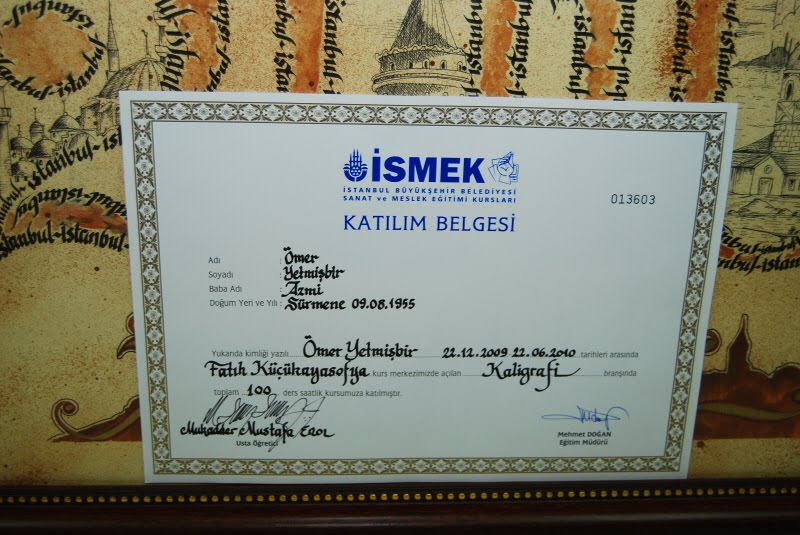 İSMEK
İSTANBUL BÜYÜKŞEHİR BELEDİYESİ
SANAT ve MESLEK EĞİTİMİ KURSLARI
013603
KATILIM BELGESİ
Adı : Ömer
Soyadı : Yetmişbir
Baba Adı : Azmi
Doğum Yeri ve Yılı : Sürmene 09.08.1955
Yukarıda kimliği yazılı Ömer Yetmişbir 22.12.2009 22.06.2010 tarihleri arasında
Fatih Küçükayasofya kurs merkezimizde açılan Kaligrafi branşında
toplam 100 ders saatlik kursumuza katılmıştır.
Mukadder Mustafa Erol
Usta Öğretici
Mehmet DOĞAN
Eğitim Müdürü
istanbul-istanbul